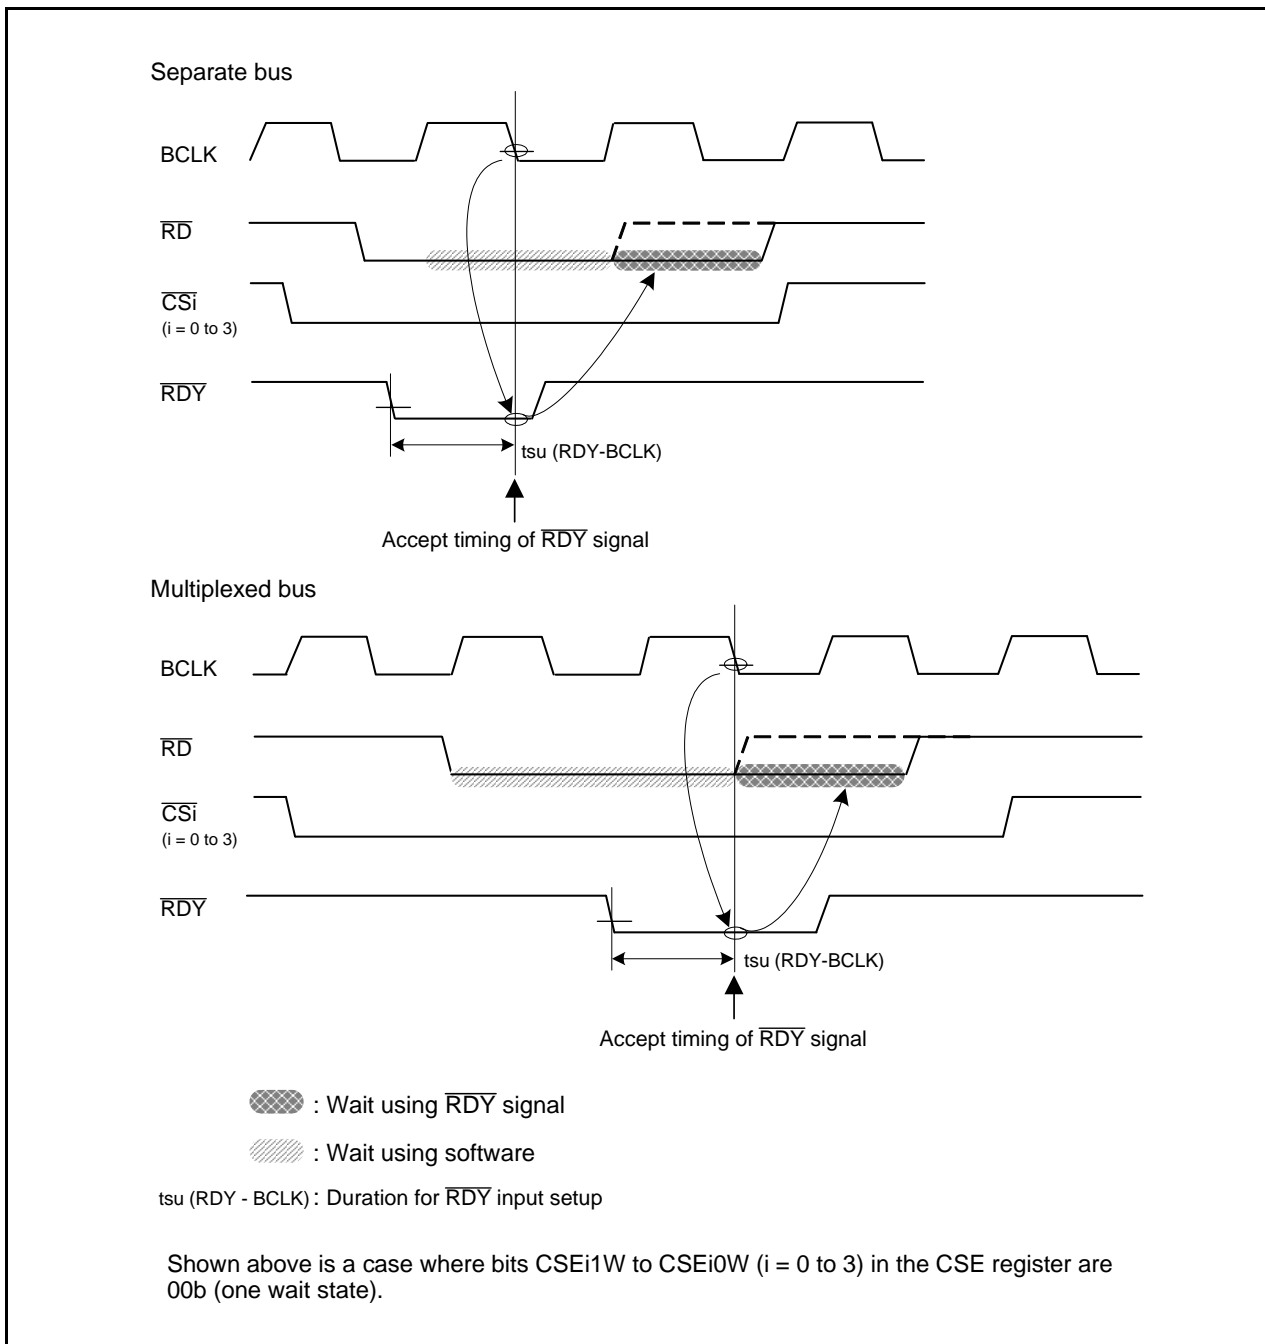 Separate bus
BCLK
RD
CSi
(i = 0 to 3)
RDY
tsu (RDY-BCLK)
Accept timing of RDY signal
Multiplexed bus
BCLK
RD
CSi
(i = 0 to 3)
RDY
tsu (RDY-BCLK)
Accept timing of RDY signal
: Wait using RDY signal
: Wait using software
tsu (RDY - BCLK) : Duration for RDY input setup
Shown above is a case where bits CSEi1W to CSEi0W (i = 0 to 3) in the CSE register are
00b (one wait state).